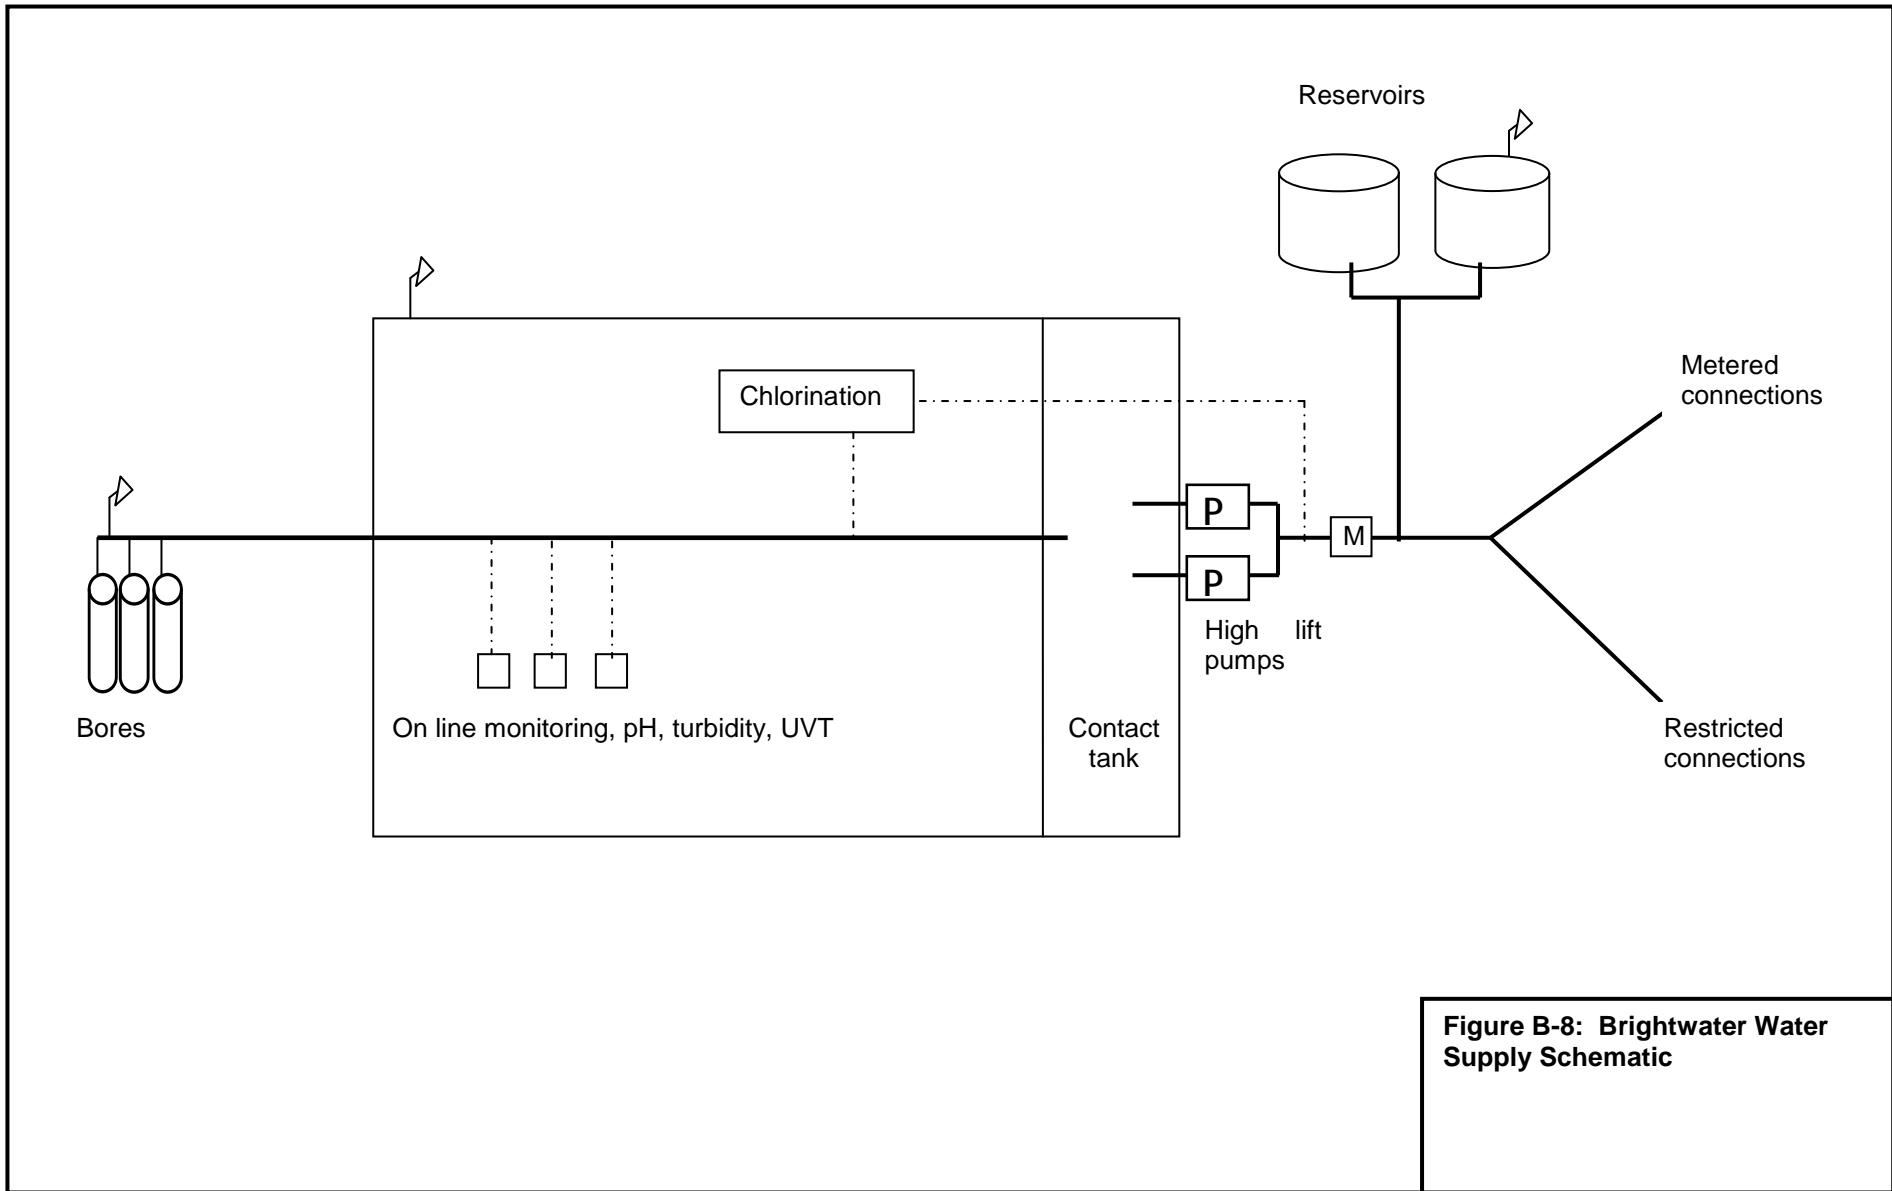 Reservoirs
Metered
connections
Chlorination
P
M
P
High lift
pumps
Bores
On line monitoring, pH, turbidity, UVT
Contact
tank
Restricted
connections
Figure B-8: Brightwater Water
Supply Schematic